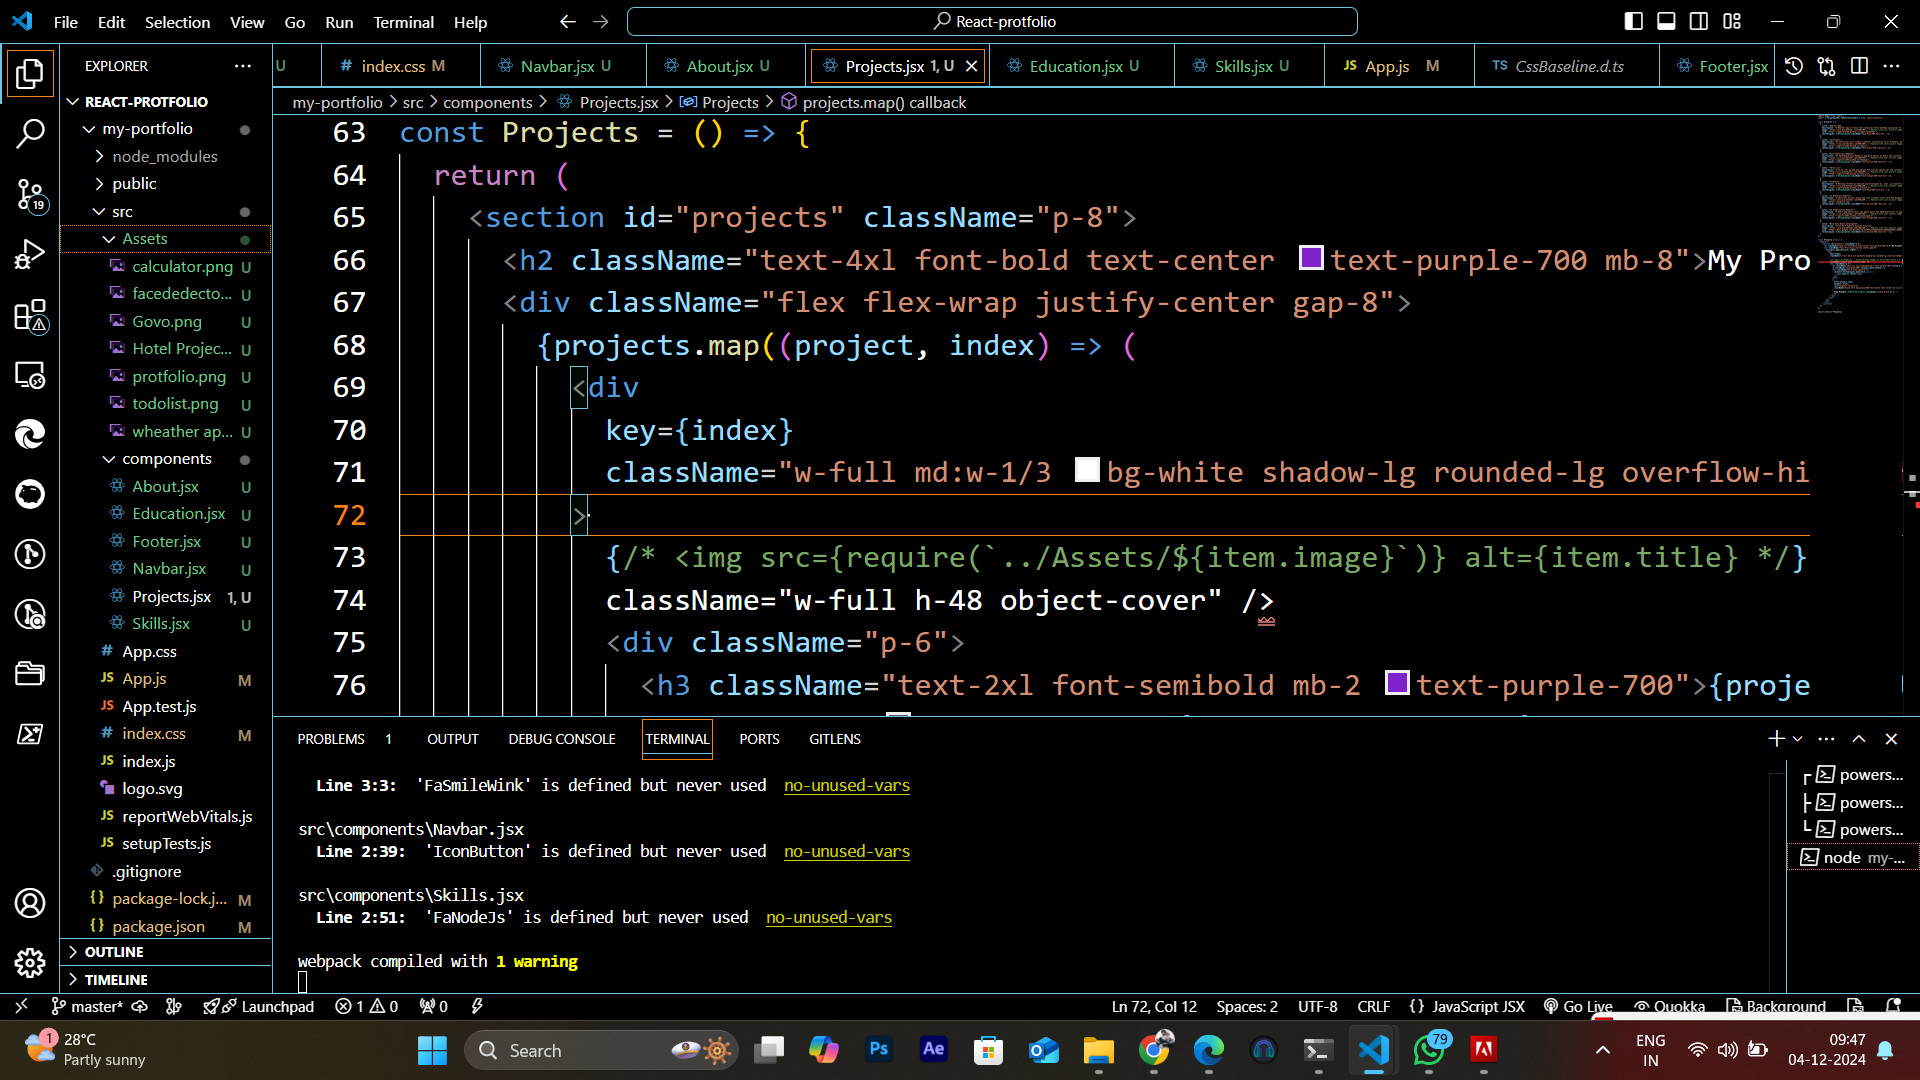 File Edit Selection View Go Run Terminal Help
React-protfolio
EXPLORER
REACT-PROTFOLIO
my-portfolio
node_modules
public
src
Assets
calculator.png U
facededecto... U
Govo.png U
Hotel Projec... U
protfolio.png U
todolist.png U
wheather ap... U
components
About.jsx U
Education.jsx U
Footer.jsx U
Navbar.jsx U
Projects.jsx 1, U
Skills.jsx U
# App.css
JS App.js M
JS App.test.js
# index.css M
JS index.js
logo.svg
JS reportWebVitals.js
JS setupTests.js
.gitignore
{} package-lock.j... M
{} package.json M
OUTLINE
TIMELINE
19
U
# index.css M
Navbar.jsx U
About.jsx U
Projects.jsx 1, U
Education.jsx U
Skills.jsx U
JS App.js M
TS CssBaseline.d.ts
Footer.jsx
my-portfolio > src > components > Projects.jsx > Projects > projects.map() callback
63 const Projects = () => {
64 return (
65 <section id="projects" className="p-8">
66 <h2 className="text-4xl font-bold text-center text-purple-700 mb-8">My Pro
67 <div className="flex flex-wrap justify-center gap-8">
68 {projects.map((project, index) => (
69 <div
70 key={index}
71 className="w-full md:w-1/3 bg-white shadow-lg rounded-lg overflow-hi
72 >
73 {/* <img src={require(`../Assets/${item.image}`)} alt={item.title} */}
74 className="w-full h-48 object-cover" />
75 <div className="p-6">
76 <h3 className="text-2xl font-semibold mb-2 text-purple-700">{proje
PROBLEMS 1 OUTPUT DEBUG CONSOLE TERMINAL PORTS GITLENS
Line 3:3: 'FaSmileWink' is defined but never used no-unused-vars
src\components\Navbar.jsx
Line 2:39: 'IconButton' is defined but never used no-unused-vars
src\components\Skills.jsx
Line 2:51: 'FaNodeJs' is defined but never used no-unused-vars
webpack compiled with 1 warning
powers...
powers...
powers...
node my-...
master* Launchpad 1 0 0
Ln 72, Col 12 Spaces: 2 UTF-8 CRLF {} JavaScript JSX Go Live Quokka Background
1
28°C
Partly sunny
Search
Ps
Ae
79
ENG
IN
09:47
04-12-2024